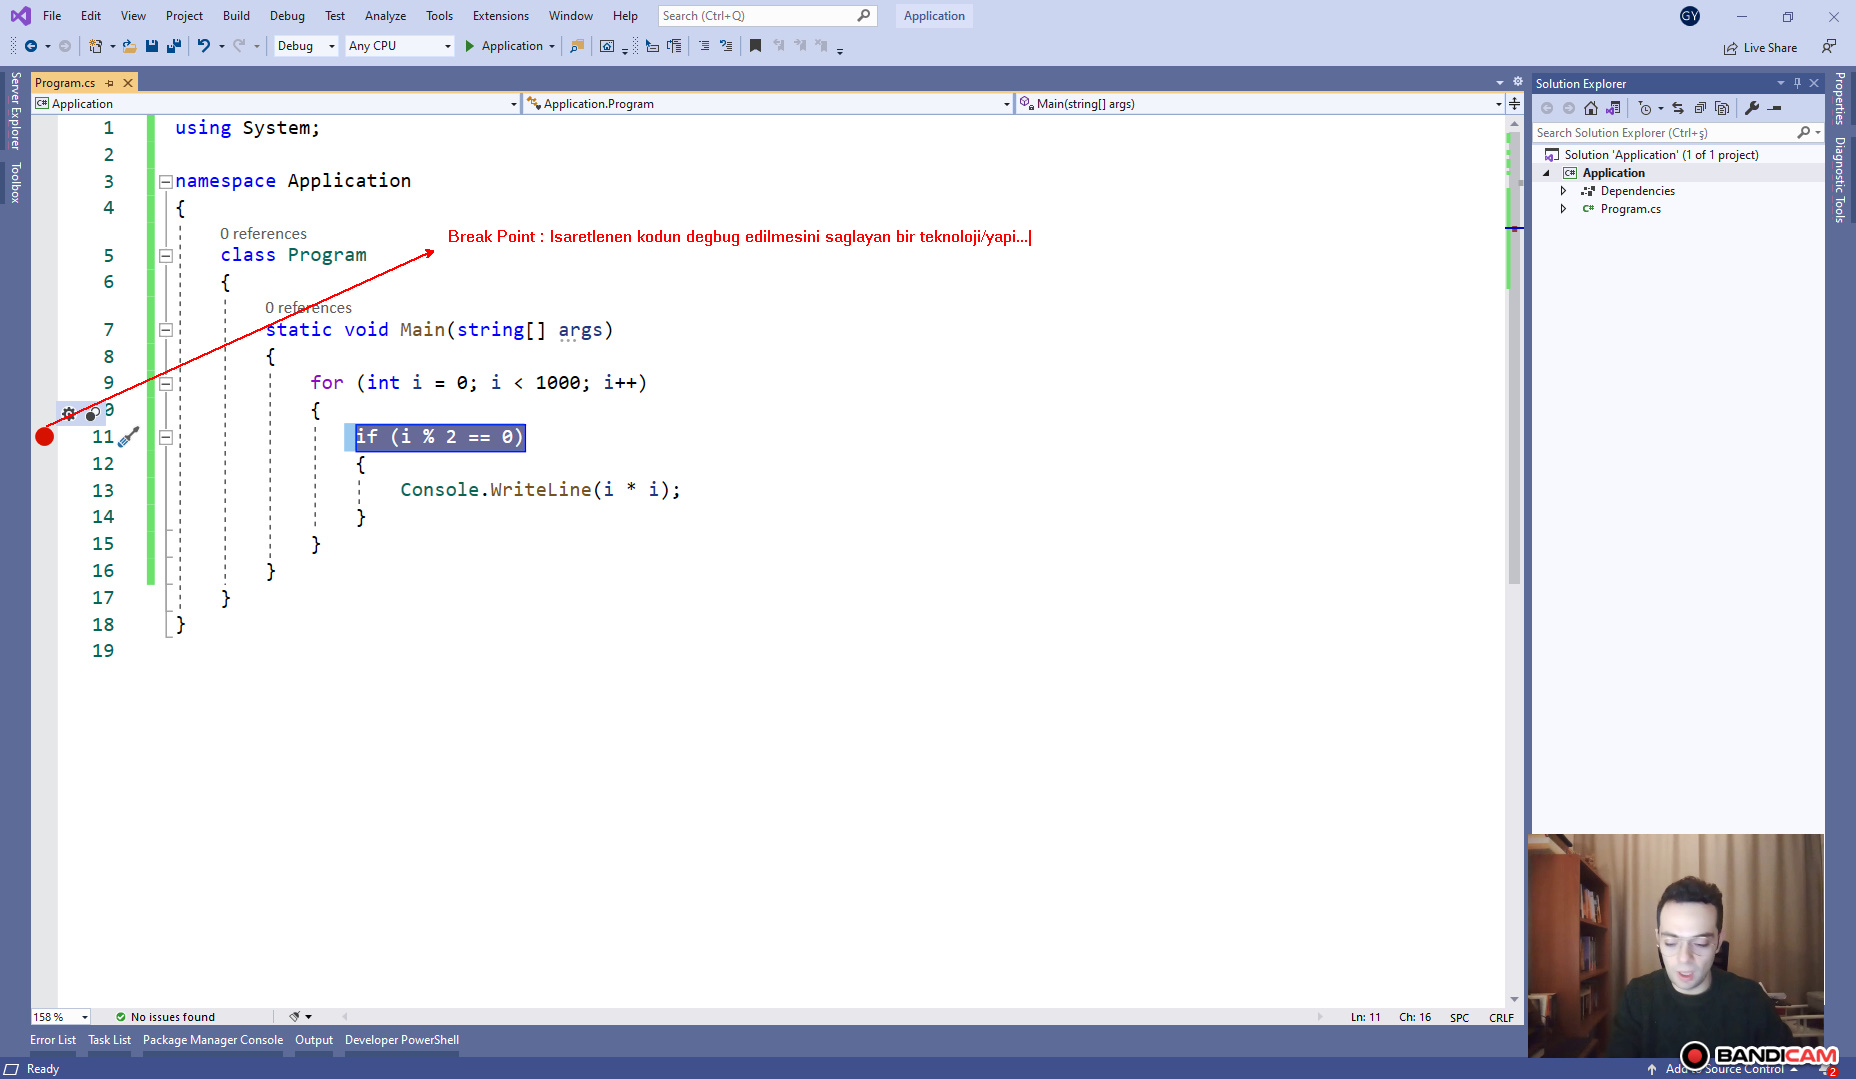 File Edit View Project Build Debug Test Analyze Tools Extensions Window Help Search (Ctrl+Q) Application GY
Debug Any CPU Application Live Share
Program.cs
Application Application.Program Main(string[] args)
Server Explorer
Toolbox
1 using System;
2
3 namespace Application
4 {
0 references
Break Point : Isaretlenen kodun degbug edilmesini saglayan bir teknoloji/yapi...|
5 class Program
6 {
0 references
7 static void Main(string[] args)
8 {
9 for (int i = 0; i < 1000; i++)
0 {
11 if (i % 2 == 0)
12 {
13 Console.WriteLine(i * i);
14 }
15 }
16 }
17 }
18 }
19
Solution Explorer
Search Solution Explorer (Ctrl+ş)
Solution 'Application' (1 of 1 project)
Application
Dependencies
Program.cs
Properties
Diagnostic Tools
158 % No issues found Ln: 11 Ch: 16 SPC CRLF
Error List Task List Package Manager Console Output Developer PowerShell
Ready Add to Source Control 2
BANDICAM